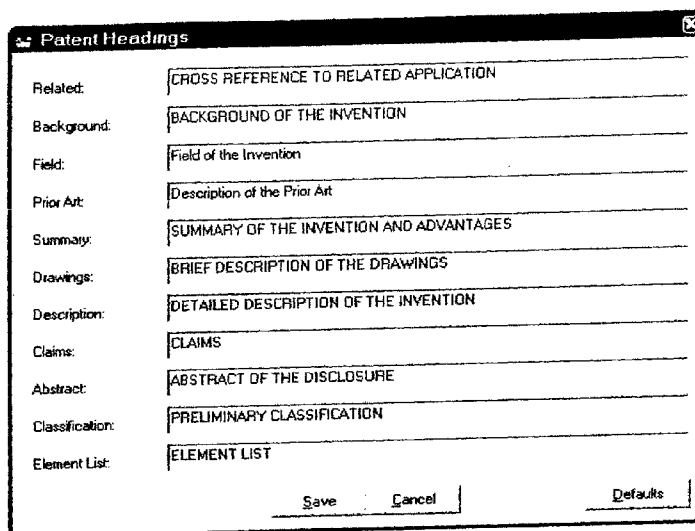 Patent Headings
Related: CROSS REFERENCE TO RELATED APPLICATION
Background: BACKGROUND OF THE INVENTION
Field: Field of the Invention
Prior Art: Description of the Prior Art
Summary: SUMMARY OF THE INVENTION AND ADVANTAGES
Drawings: BRIEF DESCRIPTION OF THE DRAWINGS
Description: DETAILED DESCRIPTION OF THE INVENTION
Claims: CLAIMS
Abstract: ABSTRACT OF THE DISCLOSURE
Classification: PRELIMINARY CLASSIFICATION
Element List: ELEMENT LIST
Save Cancel Defaults